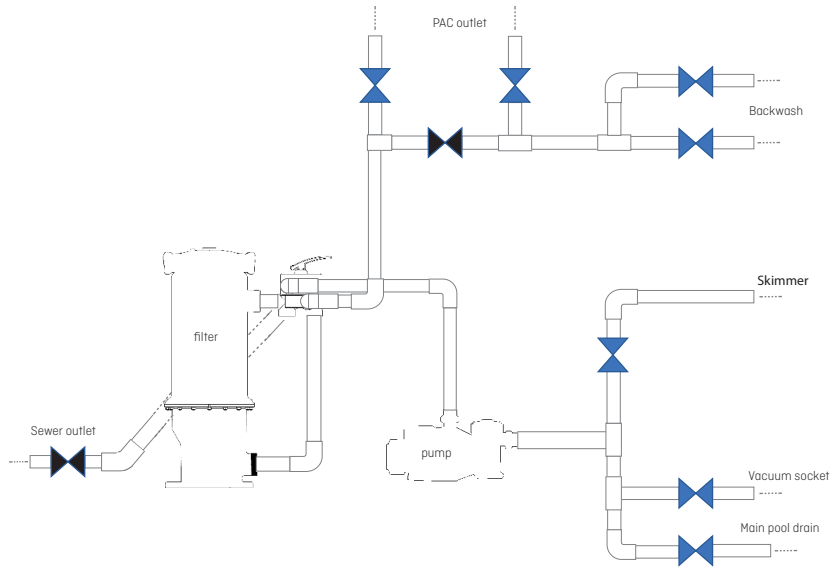 PAC outlet
Backwash
Skimmer
filter
Sewer outlet
pump
Vacuum socket
Main pool drain